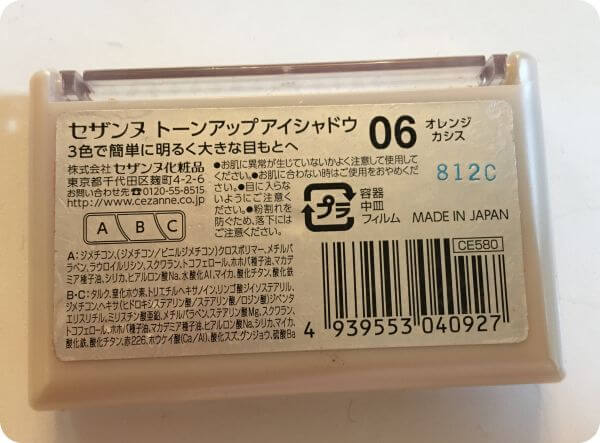 セザンヌ トーンアップアイシャドウ 06 オレンジカシス
3色で簡単に明るく大きな目もとへ
株式会社 セザンヌ化粧品
東京都千代田区麹町4-2-6
お問い合わせ先☎0120-55-8515
http://www.cezanne.co.jp
●お肌に異常が生じていないかよく注意して使用して
ください。●お肌に合わない時はご使用をおやめくだ
さい。●目に入らな
いようにご注意くだ
さい。●粉割れを
防ぐため、落下には
ご注意ください。
プラ
容器
中皿
フィルム
812C
MADE IN JAPAN
CE580
A B C
A:ジメチコン、(ジメチコン/ビニルジメチコン)クロスポリマー、メチルパ
ラベン、ラウロイルリシン、スクワラン、トコフェロール、ホホバ種子油、マカデ
ミア種子油、シリカ、ヒアルロン酸Na、水酸化Al、マイカ、酸化チタン、酸化鉄
B・C:タルク、窒化ホウ素、トリエチルヘキサノイン、リンゴ酸ジイソステアリル、
ジメチコン、ヘキサ(ヒドロキシステアリン酸/ステアリン酸/ロジン酸)ジペンタ
エリスリチル、ミリスチン酸亜鉛、メチルパラベン、ステアリン酸Mg、スクワラン、
トコフェロール、ホホバ種子油、マカデミア種子油、ヒアルロン酸Na、シリカ、マイカ、
酸化鉄、酸化チタン、赤226、ホウケイ酸(Ca/Al)、酸化スズ、グンジョウ、硫酸Ba
4 939553 040927